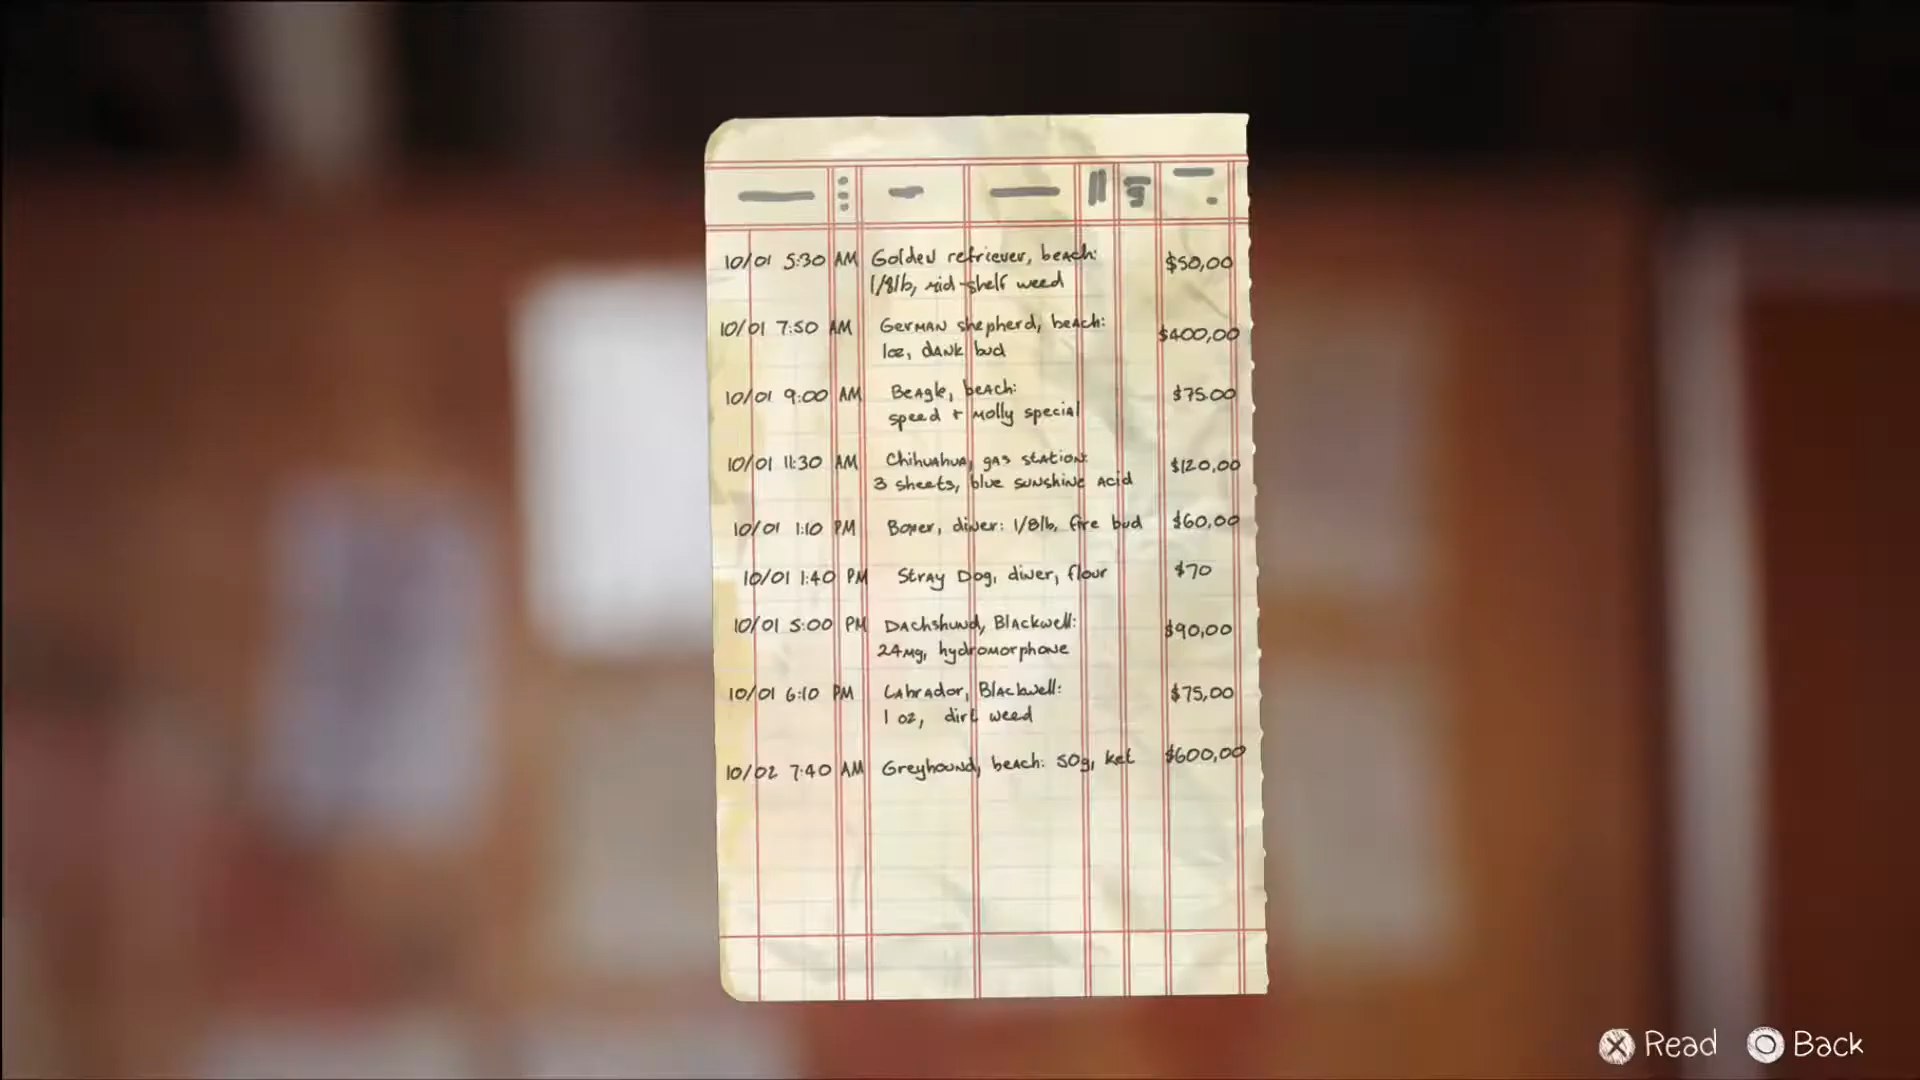 10/01 5:30 AM Golden retriever, beach: $50,00
1/8lb, mid-shelf weed
10/01 7:50 AM German shepherd, beach: $400,00
1oz, dank bud
10/01 9:00 AM Beagle, beach: $75.00
speed + Molly special
10/01 11:30 AM Chihuahua, gas station: $120,00
3 sheets, blue sunshine acid
10/01 1:10 PM Boxer, diner: 1/8lb, fire bud $60,00
10/01 1:40 PM Stray Dog, diner, flour $70
10/01 5:00 PM Dachshund, Blackwell: $90,00
24mg, hydromorphone
10/01 6:10 PM Labrador, Blackwell: $75,00
1 oz, dirt weed
10/02 7:40 AM Greyhound, beach: 50g, ket $600,00
Read Back